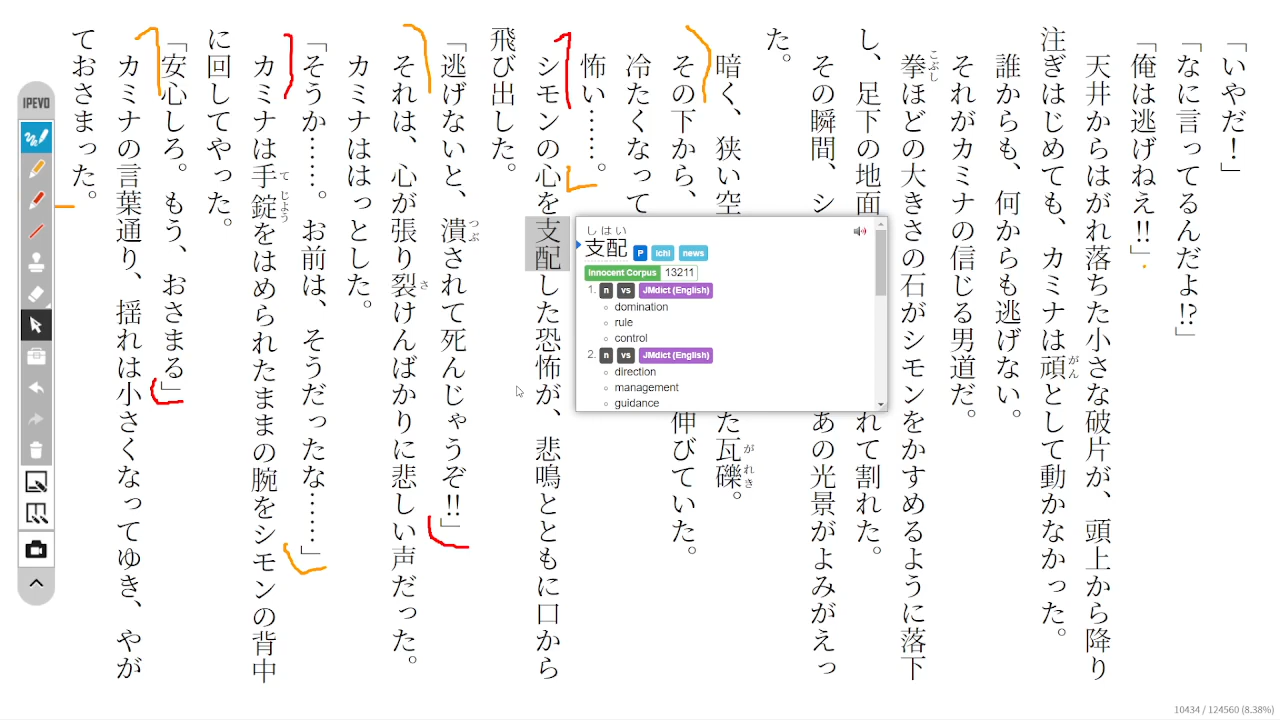 「いやだ！」
「なに言ってるんだよ!?」
「俺は逃げねえ!!」
天井からはがれ落ちた小さな破片が、頭上から降り
注ぎはじめても、カミナは頑として動かなかった。
がん
誰からも、何からも逃げない。
それがカミナの信じる男道だ。
拳ほどの大きさの石がシモンをかすめるように落下
こぶし
し、足下の地面 れて割れた。
その瞬間、シ あの光景がよみがえっ
た。
暗く、狭い空 た瓦礫。
がれき
その下から、 伸びていた。
冷たくなって
怖い……。
シモンの心を支配した恐怖が、悲鳴とともに口から
飛び出した。
「逃げないと、潰されて死んじゃうぞ!!」
つぶ
それは、心が張り裂けんばかりに悲しい声だった。
さ
カミナははっとした。
「そうか……。お前は、そうだったな……」
カミナは手錠をはめられたままの腕をシモンの背中
てじょう
に回してやった。
「安心しろ。もう、おさまる」
カミナの言葉通り、揺れは小さくなってゆき、やが
ておさまった。
しはい
支配 P ichi news
Innocent Corpus 13211
1. n vs JMdict (English)
domination
rule
control
2. n vs JMdict (English)
direction
management
guidance
IPEVO
10434 / 124560 (8.38%)